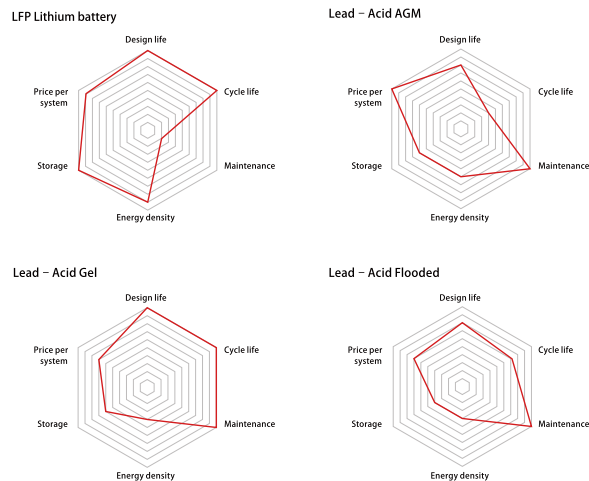 LFP Lithium battery
Design life
Price per
system
Cycle life
Storage
Maintenance
Energy density
Lead – Acid AGM
Design life
Price per
system
Cycle life
Storage
Maintenance
Energy density
Lead – Acid Gel
Design life
Price per
system
Cycle life
Storage
Maintenance
Energy density
Lead – Acid Flooded
Design life
Price per
system
Cycle life
Storage
Maintenance
Energy density